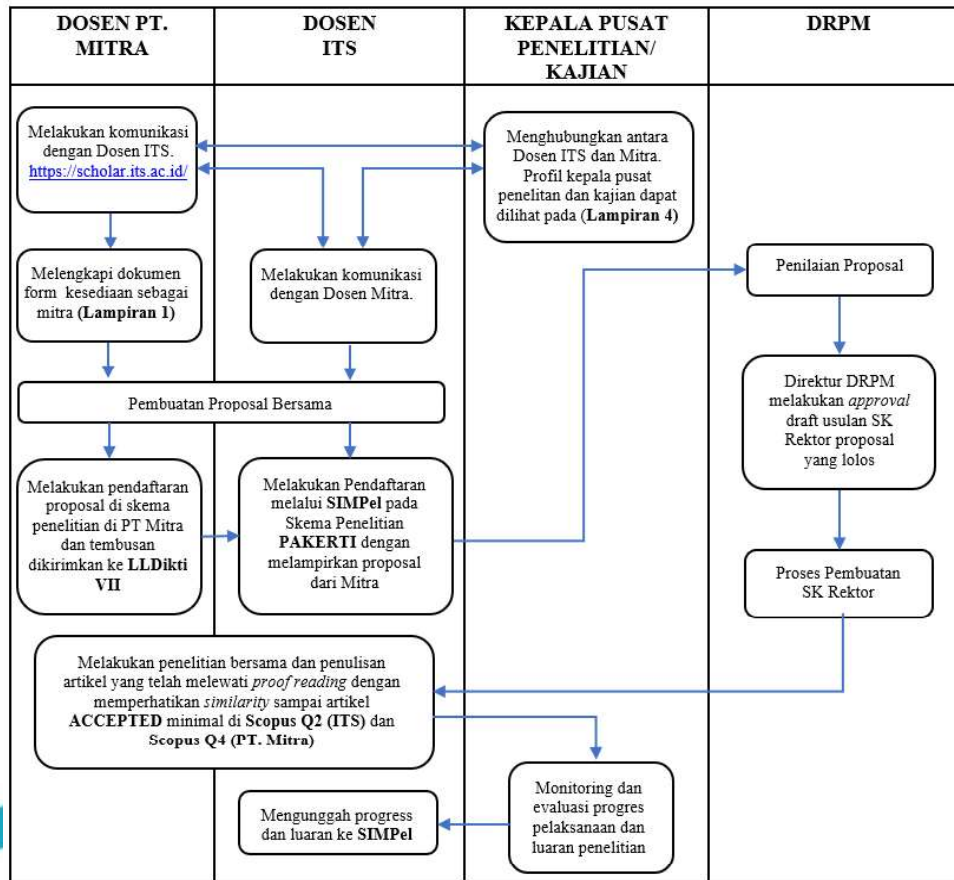 DOSEN PT.
MITRA
DOSEN
ITS
KEPALA PUSAT
PENELITIAN/
KAJIAN
DRPM
Melakukan komunikasi
dengan Dosen ITS.
https://scholar.its.ac.id/
Menghubungkan antara
Dosen ITS dan Mitra.
Profil kepala pusat
penelitan dan kajian dapat
dilihat pada (Lampiran 4)
Melengkapi dokumen
form kesediaan sebagai
mitra (Lampiran 1)
Melakukan komunikasi
dengan Dosen Mitra.
Penilaian Proposal
Pembuatan Proposal Bersama
Direktur DRPM
melakukan approval
draft usulan SK
Rektor proposal
yang lolos
Melakukan pendaftaran
proposal di skema
penelitian di PT Mitra
dan tembusan
dikirimkan ke LLDikti
VII
Melakukan Pendaftaran
melalui SIMPel pada
Skema Penelitian
PAKERTI dengan
melampirkan proposal
dari Mitra
Proses Pembuatan
SK Rektor
Melakukan penelitian bersama dan penulisan
artikel yang telah melewati proof reading dengan
memperhatikan similarity sampai artikel
ACCEPTED minimal di Scopus Q2 (ITS) dan
Scopus Q4 (PT. Mitra)
Monitoring dan
evaluasi progres
pelaksanaan dan
luaran penelitian
Mengunggah progress
dan luaran ke SIMPel